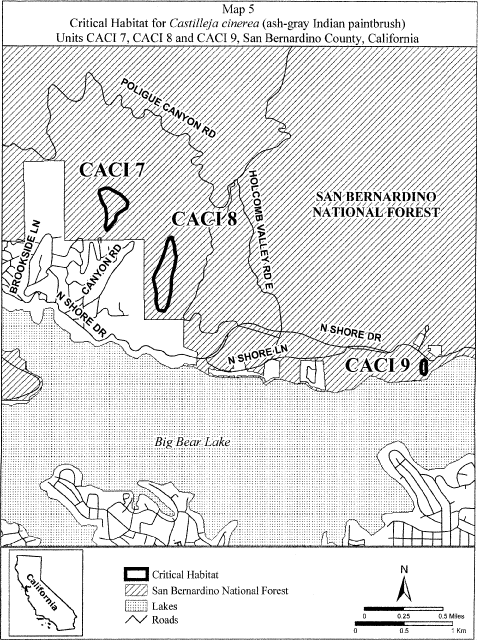 Map 5
Critical Habitat for Castilleja cinerea (ash-gray Indian paintbrush)
Units CACI 7, CACI 8 and CACI 9, San Bernardino County, California
POLIGUE CANYON RD
CACI 7
HOLCOMB VALLEY RD E
SAN BERNARDINO
NATIONAL FOREST
CACI 8
BROOKSIDE LN
CANYON RD
N SHORE DR
N SHORE DR
N SHORE LN
CACI 9
Big Bear Lake
California
Critical Habitat
San Bernardino National Forest
Lakes
Roads
N
0 0.25 0.5 Miles
0 0.5 1 Km